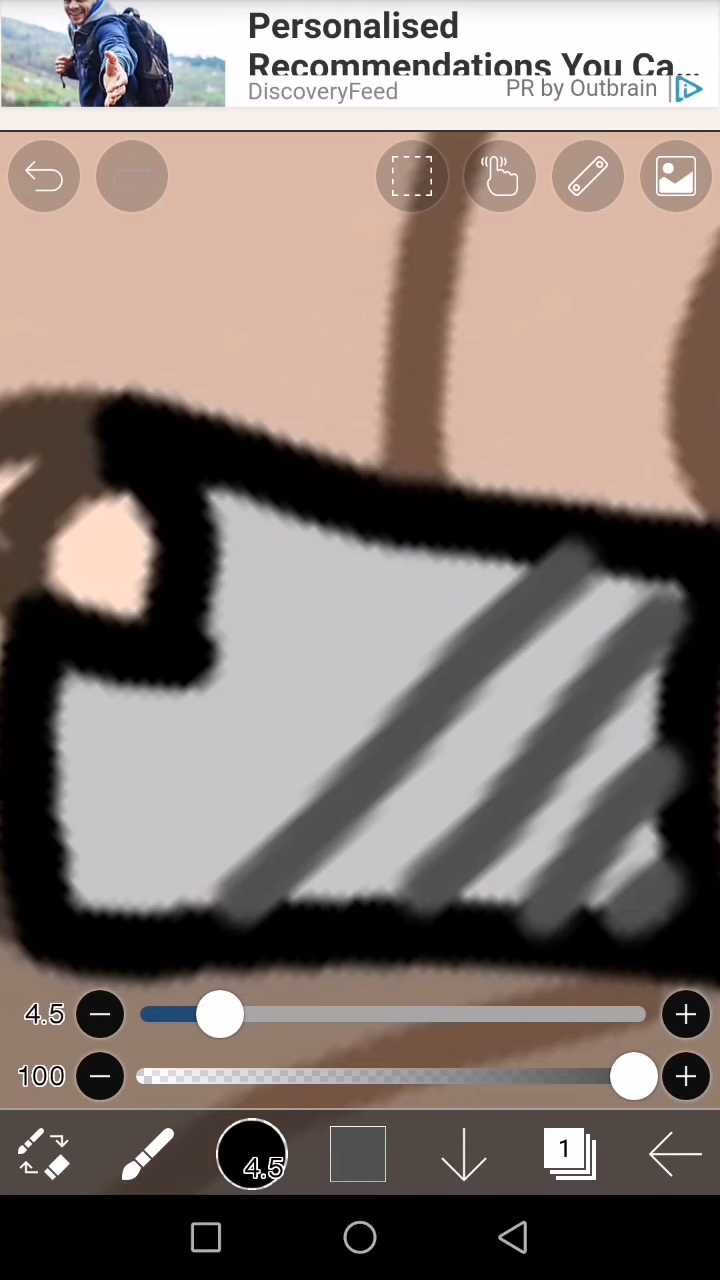 Personalised
Recommendations You Ca...
DiscoveryFeed
PR by Outbrain
4.5
100
4.5
1